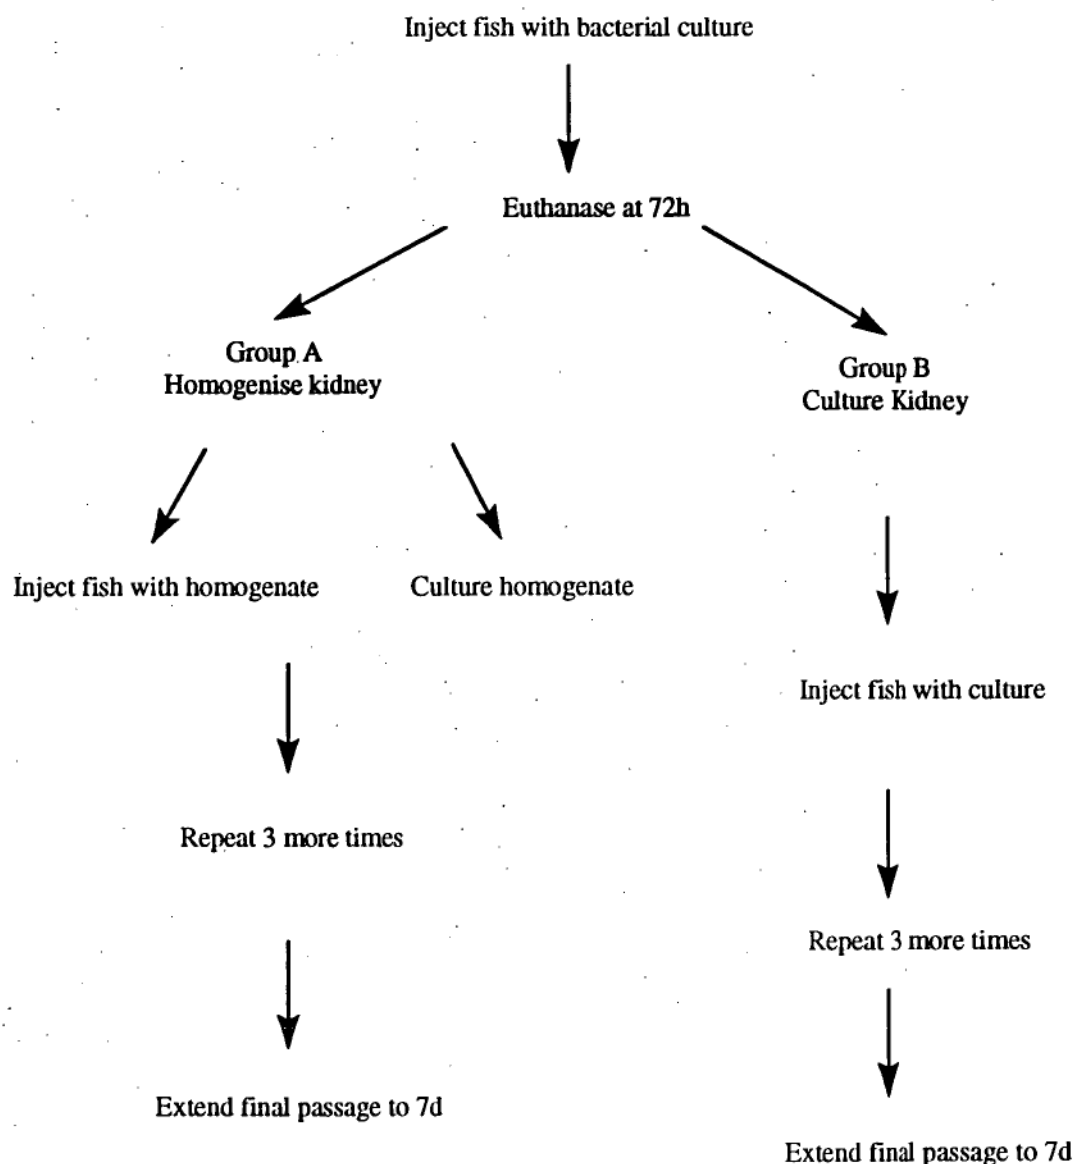 Inject fish with bacterial culture
Euthanase at 72h
Group A
Homogenise kidney
Group B
Culture Kidney
Inject fish with homogenate
Culture homogenate
Inject fish with culture
Repeat 3 more times
Repeat 3 more times
Extend final passage to 7d
Extend final passage to 7d